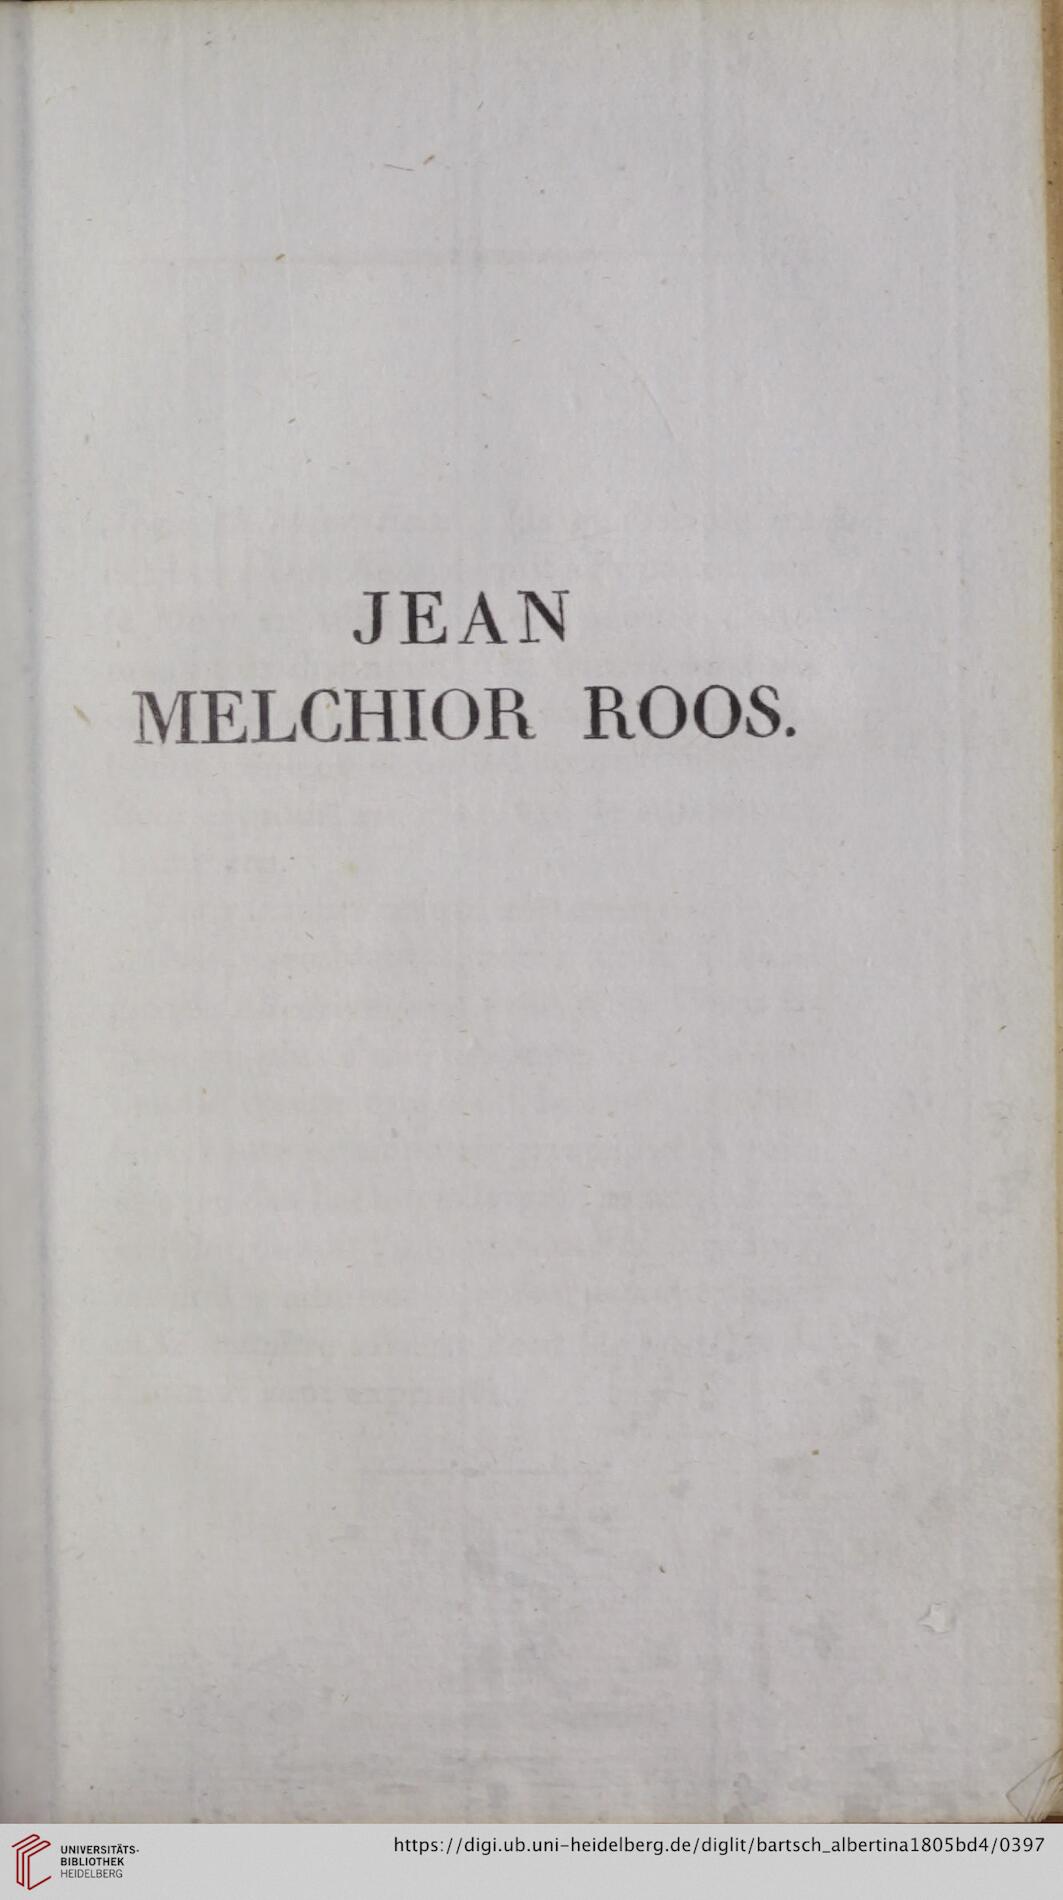 JEAN
MELCHIOR ROOS.
UNIVERSITÄTS-
BIBLIOTHEK
HEIDELBERG
https://digi.ub.uni-heidelberg.de/diglit/bartsch_albertina1805bd4/0397